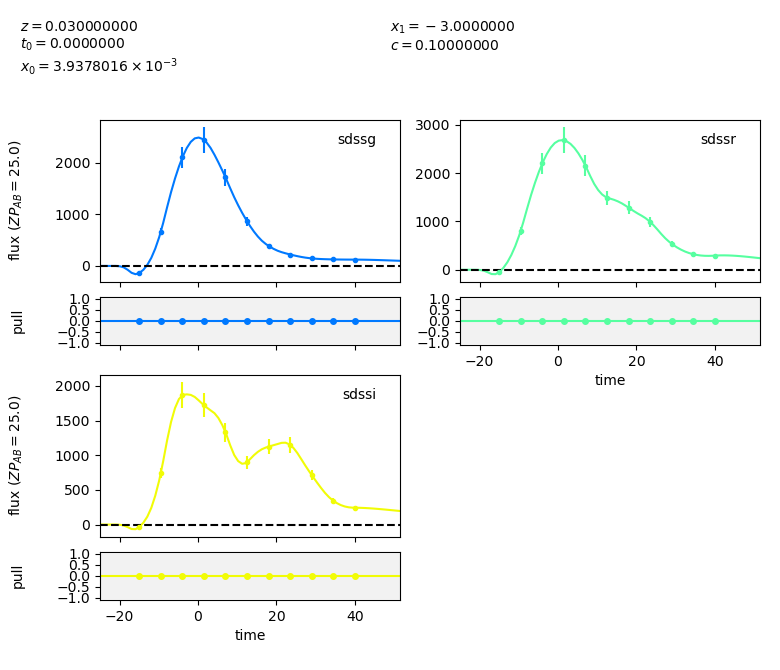 z = 0.030000000
t₀ = 0.0000000
x₀ = 3.9378016 × 10⁻³
x₁ = −3.0000000
c = 0.10000000
flux (ZP_AB = 25.0)
2000
1000
0
sdssg
3000
2000
1000
0
sdssr
pull
1.0
0.5
0.0
−0.5
−1.0
1.0
0.5
0.0
−0.5
−1.0
−20 0 20 40
time
flux (ZP_AB = 25.0)
2000
1500
1000
500
0
sdssi
pull
1.0
0.5
0.0
−0.5
−1.0
−20 0 20 40
time